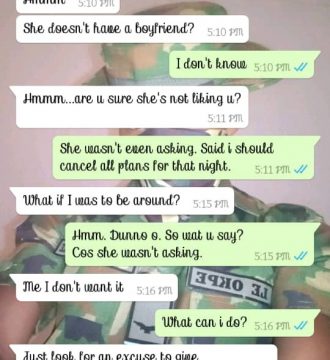 Hmmm 5:10 PM
She doesn't have a boyfriend? 5:10 PM
I don't know 5:10 PM
Hmmm...are u sure she's not liking u?
5:11 PM
She wasn't even asking. Said i should
cancel all plans for that night. 5:11 PM
What if I was to be around? 5:15 PM
Hmm. Dunno o. So wat u say?
Cos she wasn't asking. 5:15 PM
Me I don't want it 5:16 PM
What can i do? 5:16 PM
Just look for an excuse to give